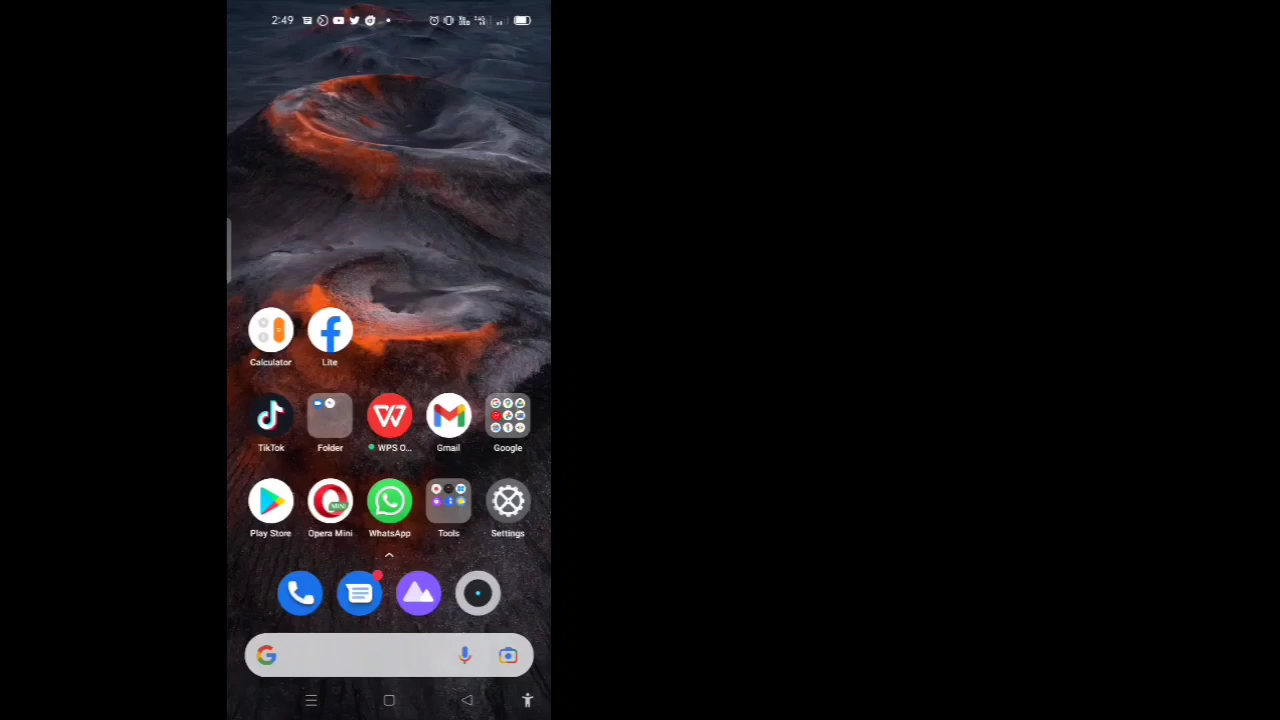 2:49
Calculator
Lite
TikTok
Folder
WPS O...
Gmail
Google
Play Store
Opera Mini
WhatsApp
Tools
Settings